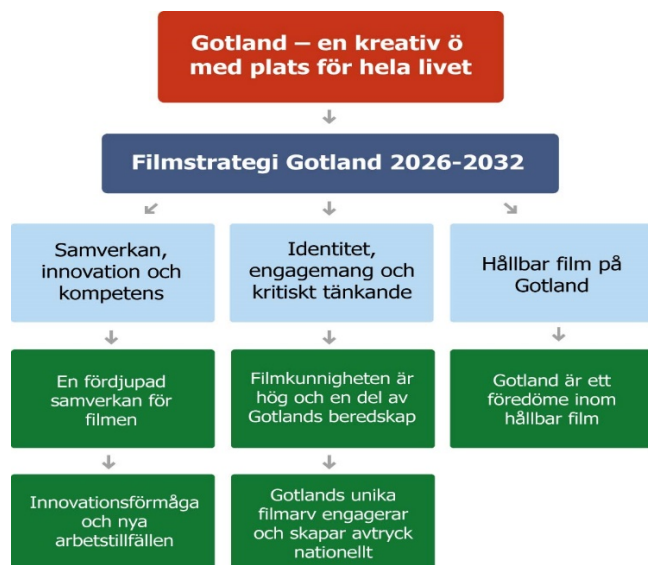 Gotland – en kreativ ö
med plats för hela livet
Filmstrategi Gotland 2026-2032
Samverkan,
innovation och
kompetens
Identitet,
engagemang och
kritiskt tänkande
Hållbar film på
Gotland
En fördjupad
samverkan för
filmen
Filmkunnigheten är
hög och en del av
Gotlands beredskap
Gotland är ett
föredöme inom
hållbar film
Innovationsförmåga
och nya
arbetstillfällen
Gotlands unika
filmarv engagerar
och skapar avtryck
nationellt